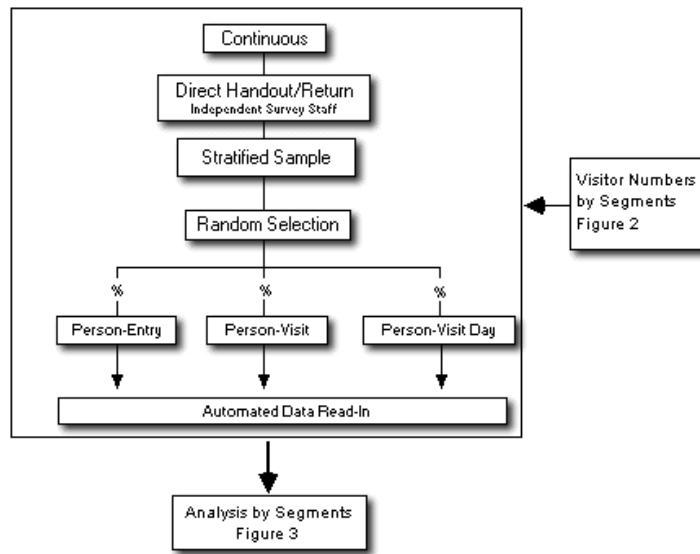 Continuous
Direct Handout/Return
Independent Survey Staff
Stratified Sample
Visitor Numbers
by Segments
Figure 2
Random Selection
% % %
Person-Entry Person-Visit Person-Visit Day
Automated Data Read-In
Analysis by Segments
Figure 3